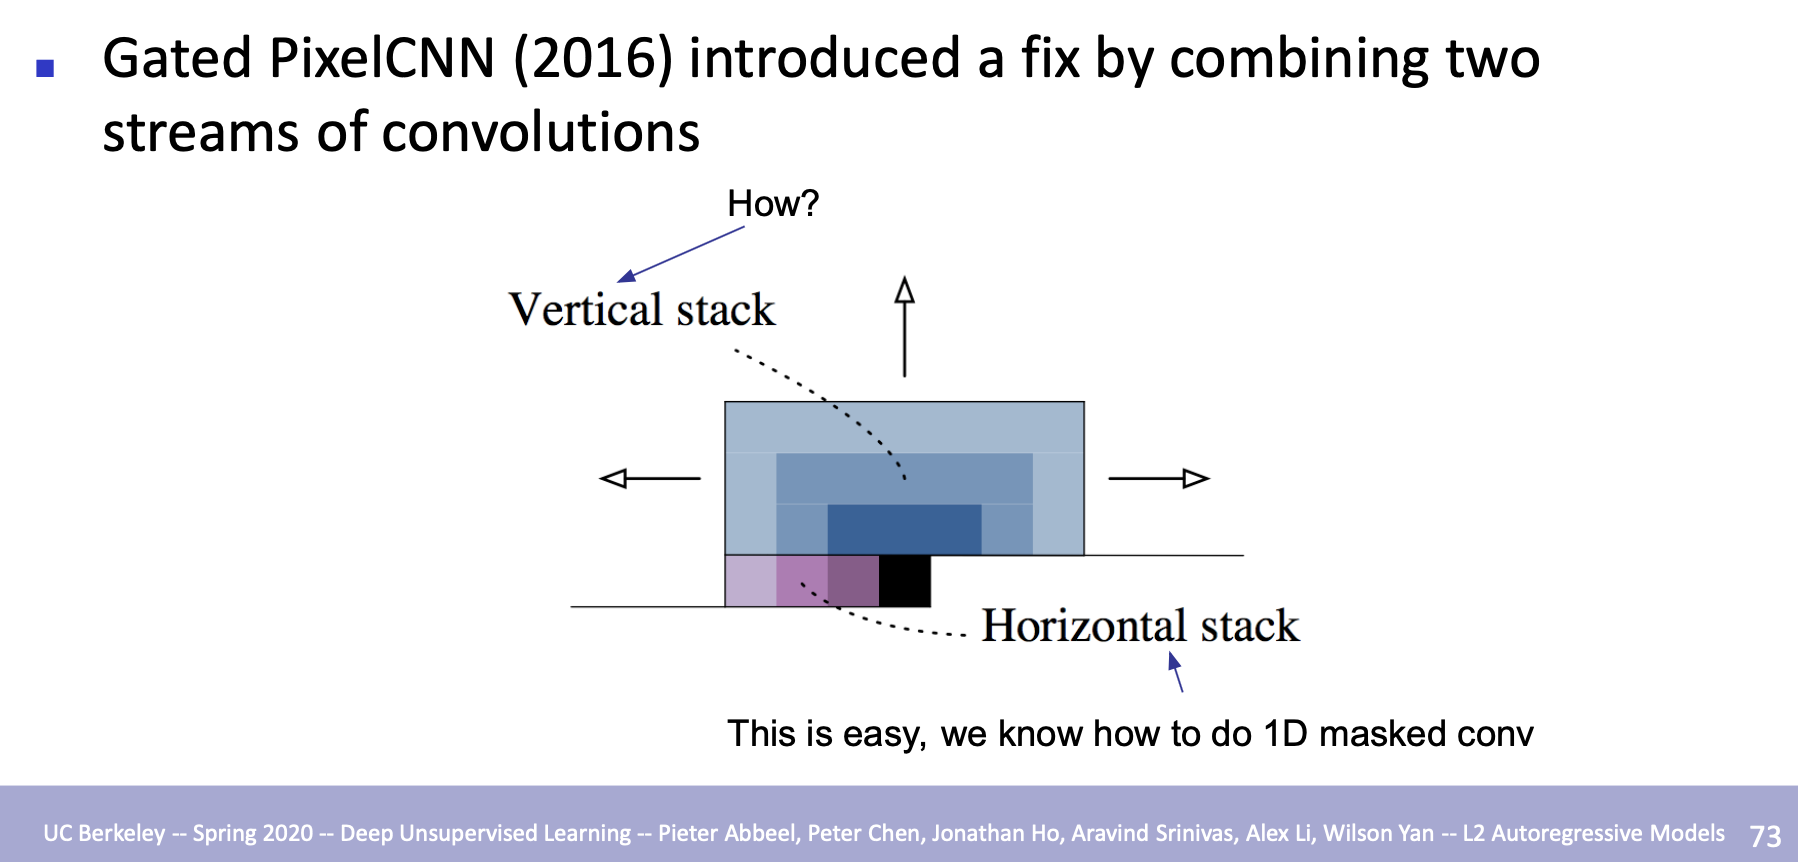 Gated PixelCNN (2016) introduced a fix by combining two
streams of convolutions
How?
Vertical stack
Horizontal stack
This is easy, we know how to do 1D masked conv
UC Berkeley -- Spring 2020 -- Deep Unsupervised Learning -- Pieter Abbeel, Peter Chen, Jonathan Ho, Aravind Srinivas, Alex Li, Wilson Yan -- L2 Autoregressive Models 73